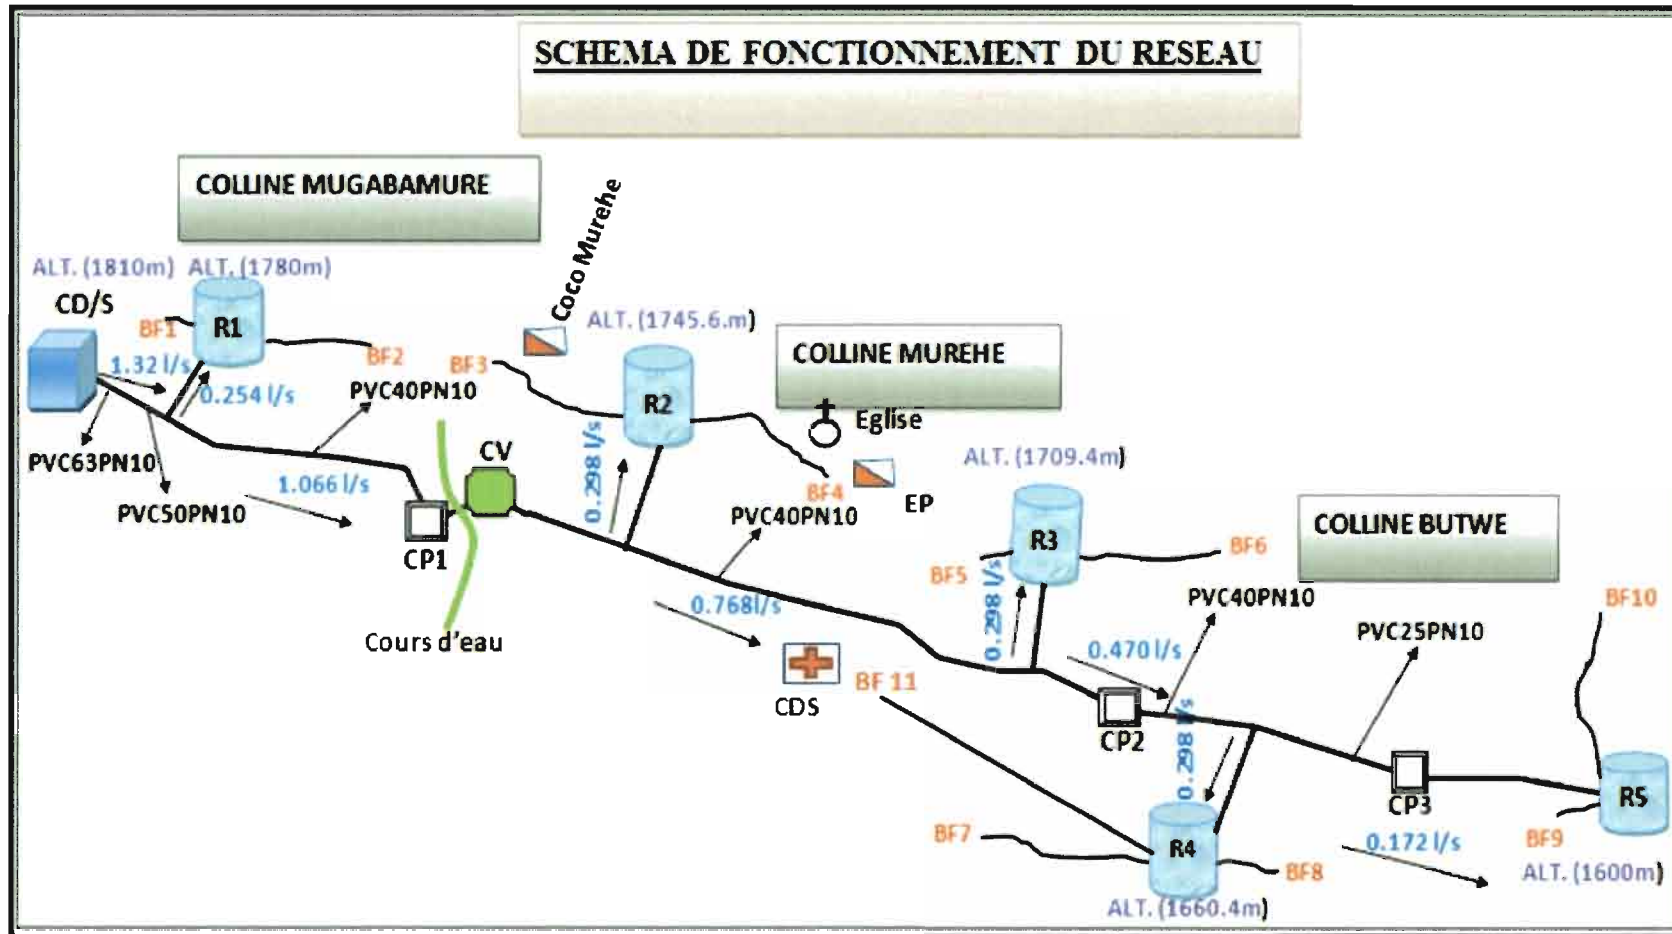 SCHEMA DE FONCTIONNEMENT DU RESEAU
COLLINE MUGABAMURE
Coco Murehe
ALT. (1810m) ALT. (1780m)
CD/S
BF1
R1
BF2
1.32 l/s
0.254 l/s
PVC40PN10
PVC63PN10
PVC50PN10
1.066 l/s
CP1
CV
Cours d'eau
BF3
ALT. (1745.6.m)
R2
0.298 l/s
COLLINE MUREHE
Eglise
BF4
EP
PVC40PN10
0.768l/s
CDS
BF 11
ALT. (1709.4m)
R3
BF5
BF6
0.298 l/s
COLLINE BUTWE
PVC40PN10
0.470 l/s
PVC25PN10
BF10
CP2
0.298 l/s
CP3
R5
BF9
0.172 l/s
ALT. (1600m)
BF7
R4
BF8
ALT. (1660.4m)